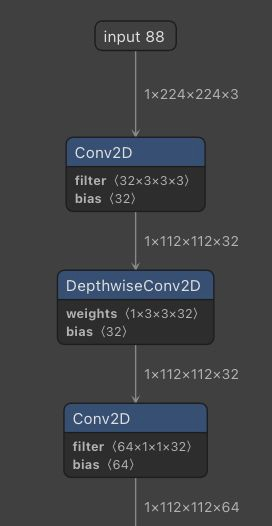 input 88
1×224×224×3
Conv2D
filter ⟨32×3×3×3⟩
bias ⟨32⟩
1×112×112×32
DepthwiseConv2D
weights ⟨1×3×3×32⟩
bias ⟨32⟩
1×112×112×32
Conv2D
filter ⟨64×1×1×32⟩
bias ⟨64⟩
1×112×112×64